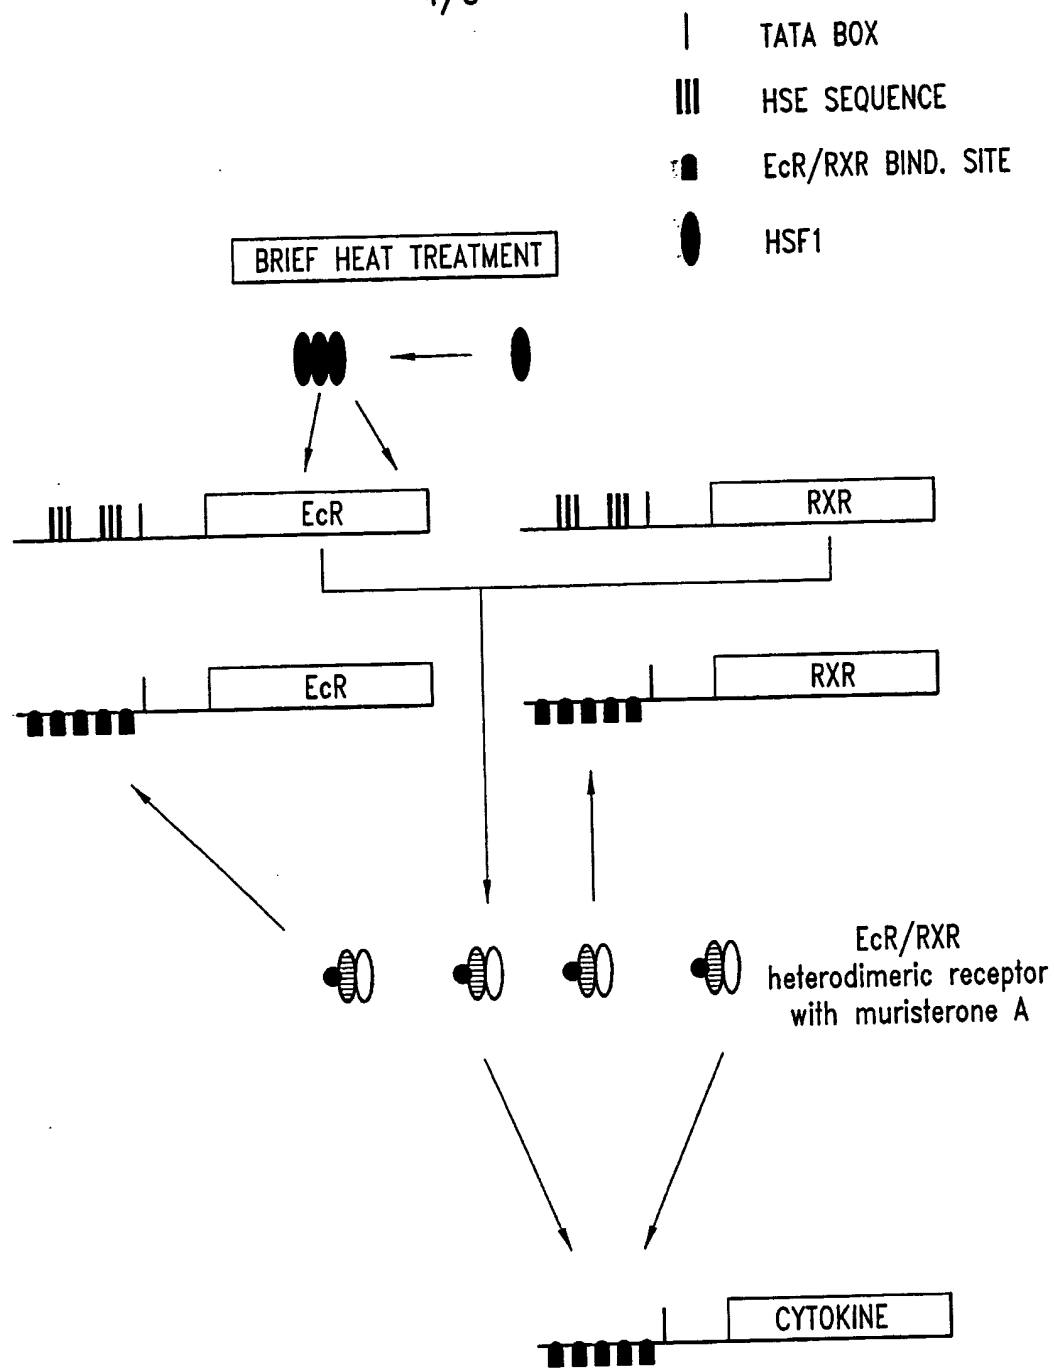 TATA BOX
HSE SEQUENCE
EcR/RXR BIND. SITE
HSF1
BRIEF HEAT TREATMENT
EcR
RXR
EcR
RXR
EcR/RXR
heterodimeric receptor
with muristerone A
CYTOKINE